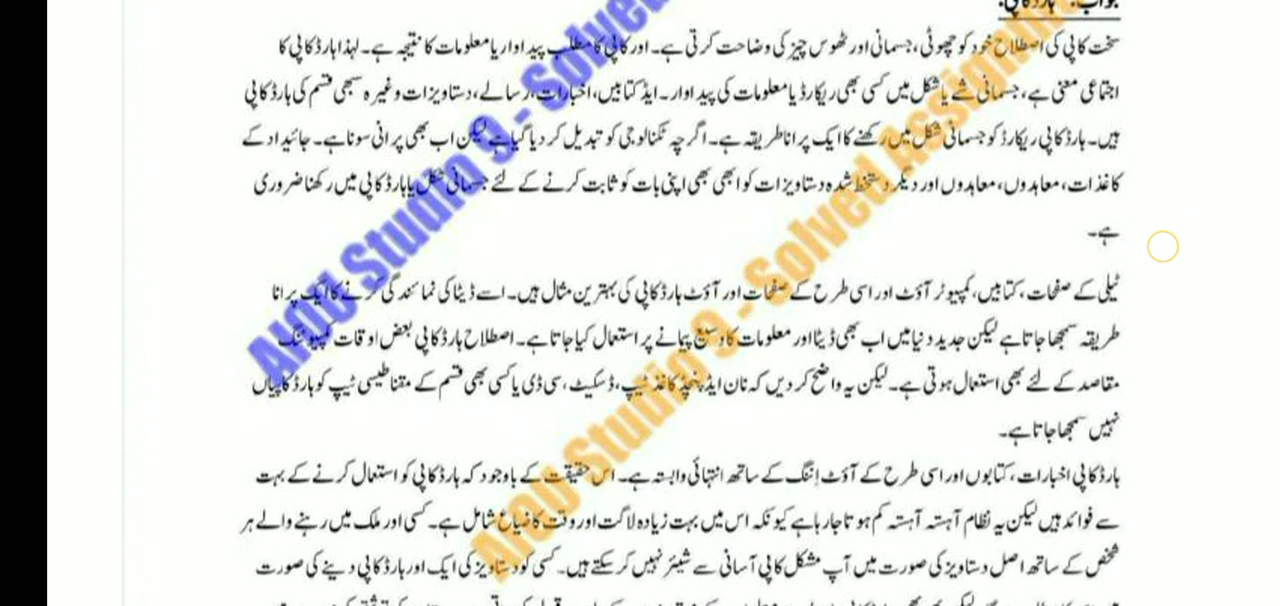 جواب: ہارڈ کاپی:
سخت کاپی کی اصطلاح خود کو چھوئی، جسمانی اور ٹھوس چیز کی وضاحت کرتی ہے۔ اور کاپی کا مطلب پیداوار یا معلومات کا نتیجہ ہے۔ لہذا ہارڈ کاپی کا
اجتماعی معنی ہے، جسمانی شے یا شکل میں کسی بھی ریکارڈ یا معلومات کی پیداوار۔ ایڈ کتابیں، اخبارات، رسالے، دستاویزات وغیرہ سبھی قسم کی ہارڈ کاپی
ہیں۔ ہارڈ کاپی ریکارڈ کو جسمانی شکل میں رکھنے کا ایک پرانا طریقہ ہے۔ اگرچہ ٹکنالوجی کو تبدیل کر دیا گیا ہے لیکن اب بھی پرانی سونا ہے۔ جائیداد کے
کاغذات، معاہدوں، معاہدوں اور دیگر دستخط شدہ دستاویزات کو ابھی بھی اپنی بات کو ثابت کرنے کے لئے جسمانی شکل یا ہارڈ کاپی میں رکھنا ضروری
ہے۔
ٹیلی کے صفحات، کتابیں، کمپیوٹر آؤٹ اور اسی طرح کے صفحات اور آؤٹ ہارڈ کاپی کی بہترین مثال ہیں۔ اسے ڈیٹا کی نمائندگی کرنے کا ایک پرانا
طریقہ سمجھا جاتا ہے لیکن جدید دنیا میں اب بھی ڈیٹا اور معلومات کا وسیع پیمانے پر استعمال کیا جاتا ہے۔ اصطلاح ہارڈ کاپی بعض اوقات کمپیوٹنگ
مقاصد کے لئے بھی استعمال ہوتی ہے۔ لیکن یہ واضح کر دیں کہ نان ایڈ پنچڈ کاغذ ٹیپ، ڈسکیٹ، سی ڈی یا کسی بھی قسم کے مقناطیسی ٹیپ کو ہارڈ کاپیاں
نہیں سمجھا جاتا ہے۔
ہارڈ کاپی اخبارات، کتابوں اور اسی طرح کے آؤٹ اِننگ کے ساتھ انتہائی وابستہ ہے۔ اس حقیقت کے باوجود کہ ہارڈ کاپی کو استعمال کرنے کے بہت
سے فوائد ہیں لیکن یہ نظام آہستہ آہستہ کم ہوتا جارہا ہے کیونکہ اس میں بہت زیادہ لاگت اور وقت کا ضیاع شامل ہے۔ کسی اور ملک میں رہنے والے ہر
شخص کے ساتھ اصل دستاویز کی صورت میں آپ مشکل کاپی آسانی سے شیئر نہیں کر سکتے ہیں۔ کسی کو دستاویز کی ایک اور ہارڈ کاپی دینے کی صورت
AIOU Studio 9 - Solved
AIOU Studio 9 - Solved Assignme